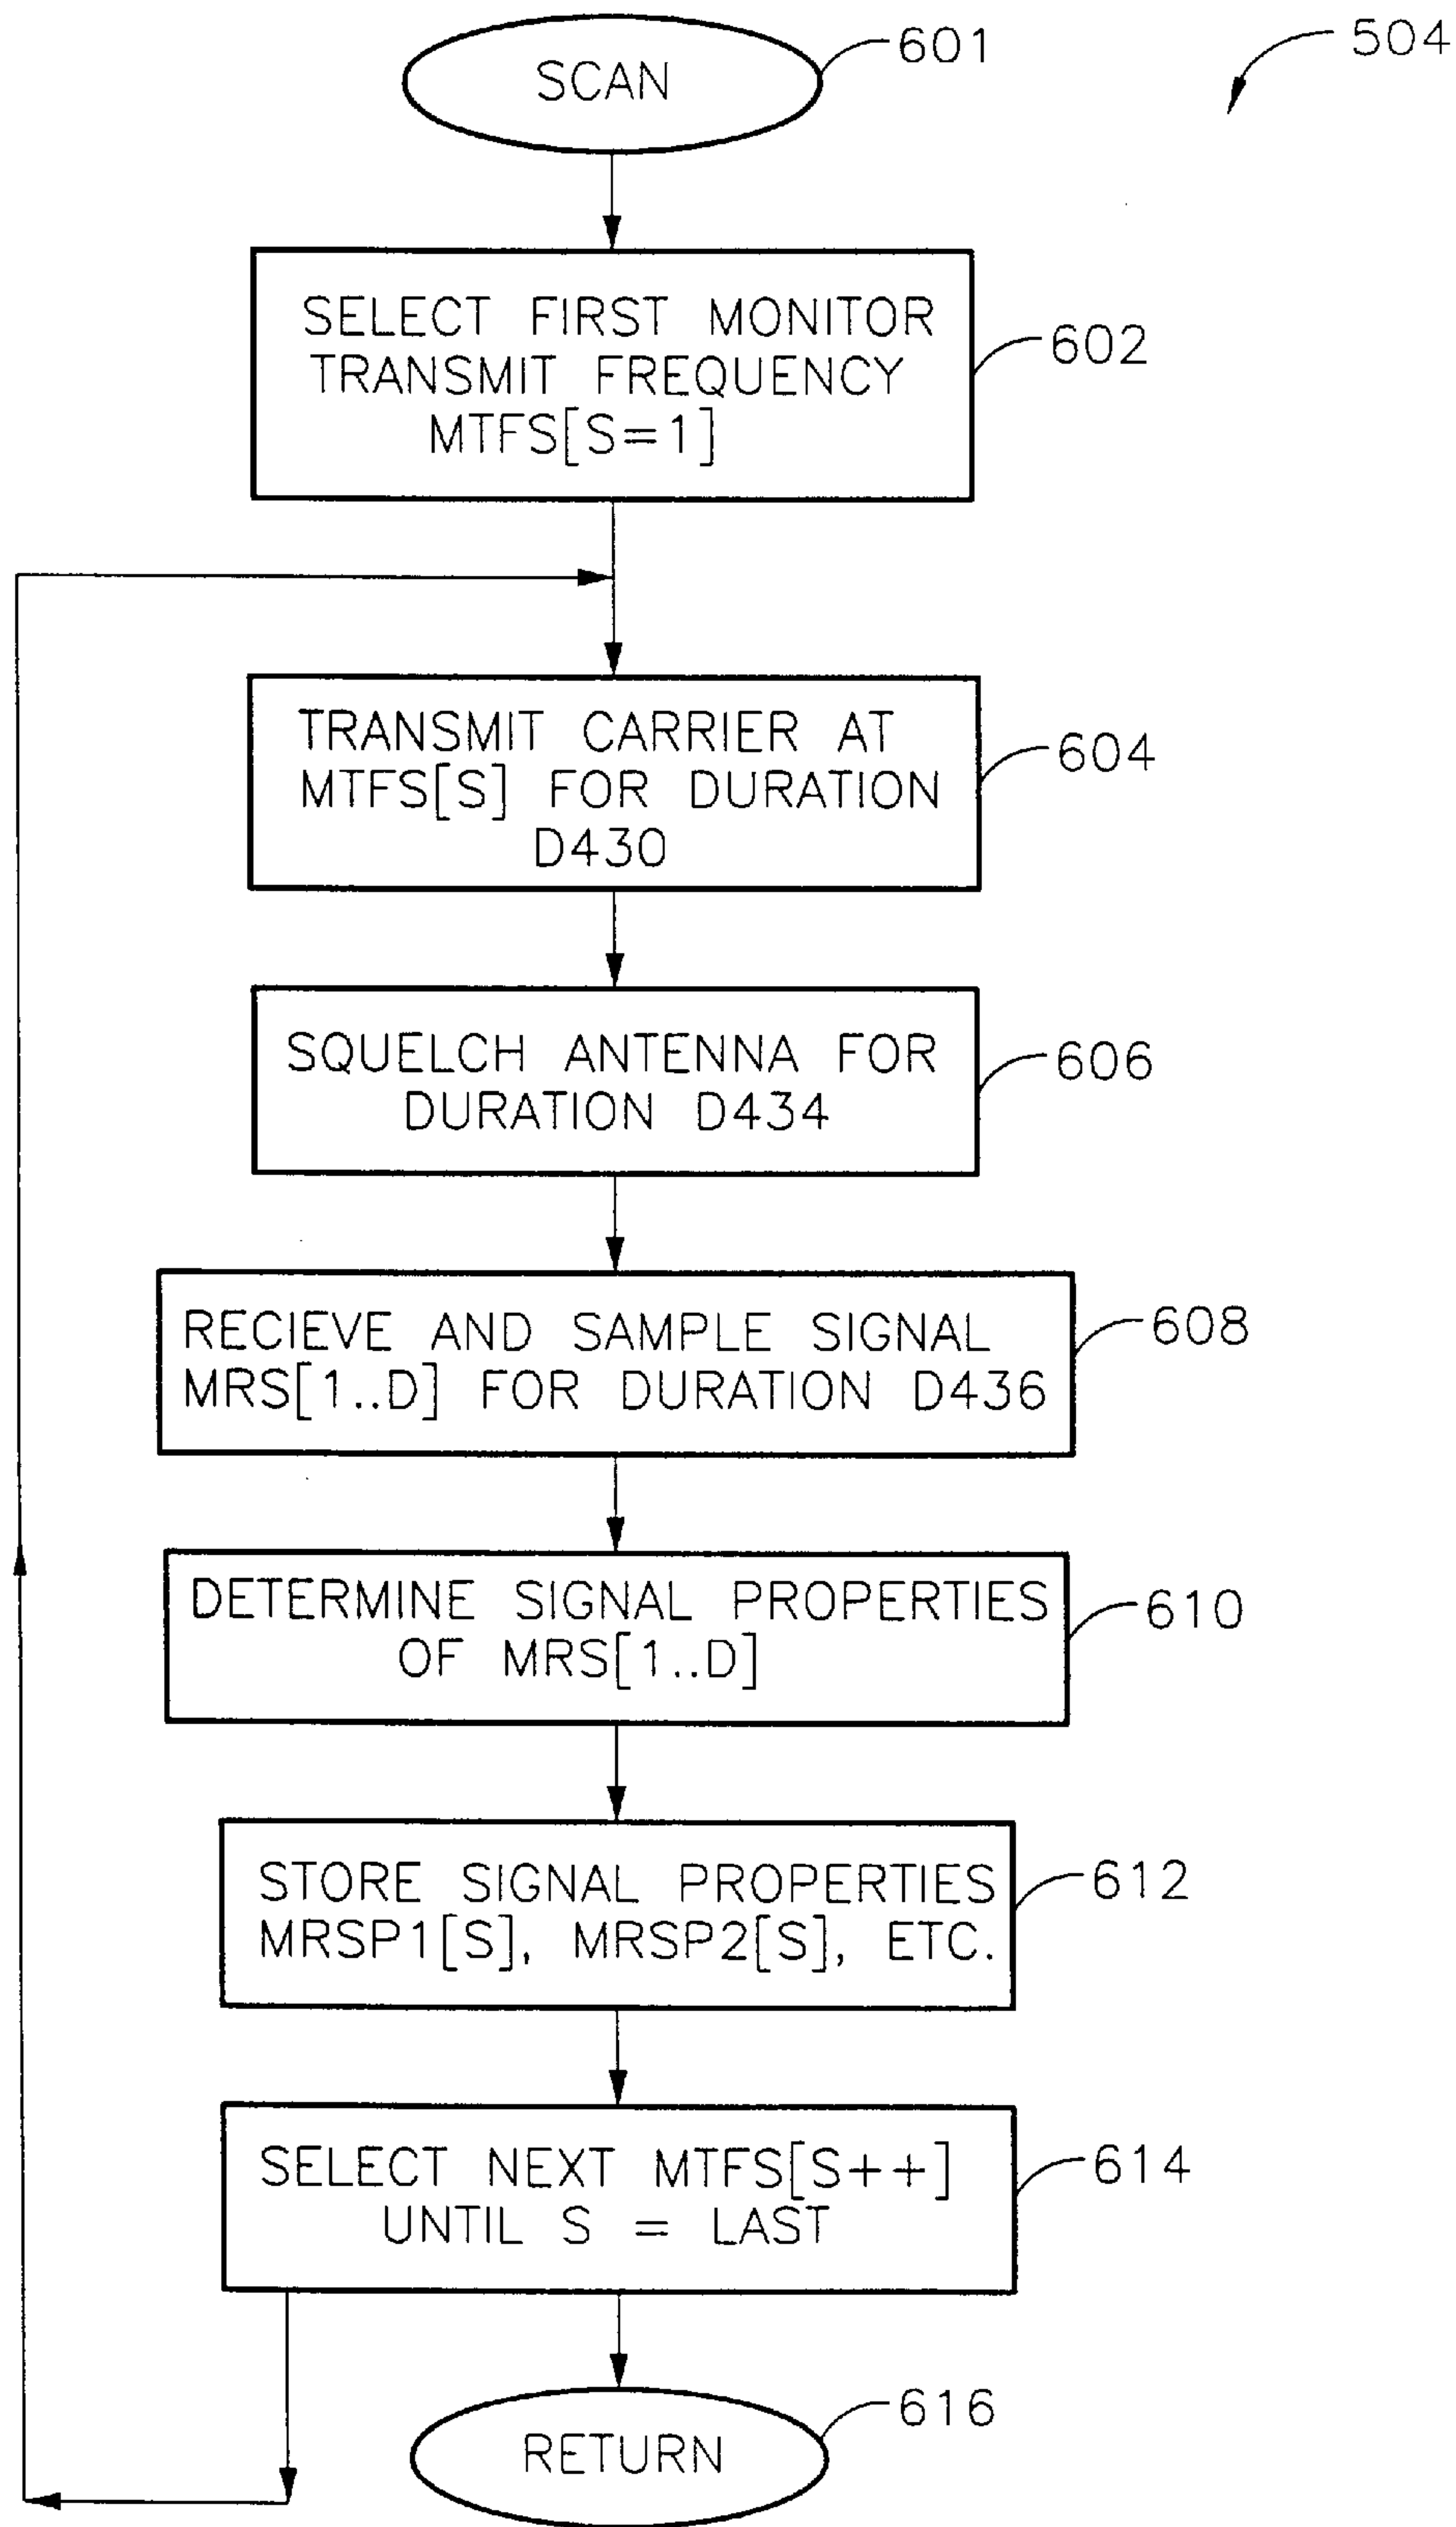 SCAN
601
504
SELECT FIRST MONITOR
TRANSMIT FREQUENCY
MTFS[S=1]
602
TRANSMIT CARRIER AT
MTFS[S] FOR DURATION
D430
604
SQUELCH ANTENNA FOR
DURATION D434
606
RECIEVE AND SAMPLE SIGNAL
MRS[1..D] FOR DURATION D436
608
DETERMINE SIGNAL PROPERTIES
OF MRS[1..D]
610
STORE SIGNAL PROPERTIES
MRSP1[S], MRSP2[S], ETC.
612
SELECT NEXT MTFS[S++]
UNTIL S = LAST
614
RETURN
616